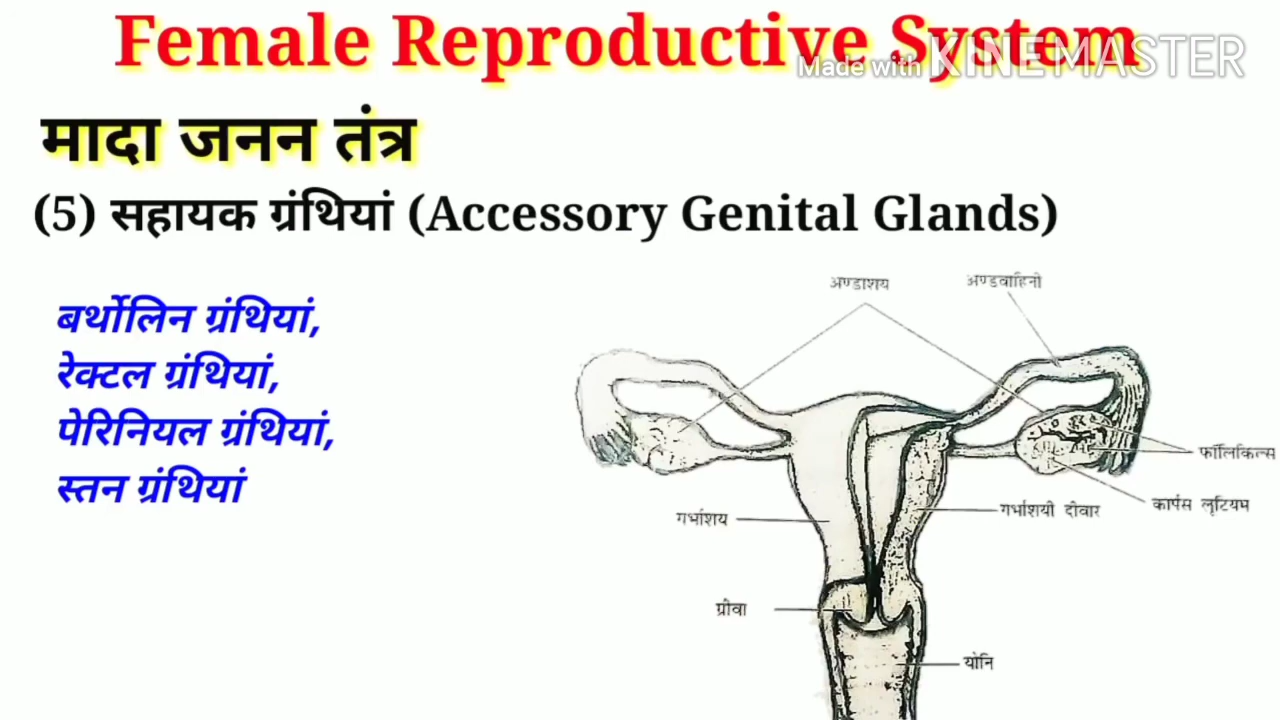 Female Reproductive System
Made with KINEMASTER
मादा जनन तंत्र
(5) सहायक ग्रंथियां (Accessory Genital Glands)
बर्थोलिन ग्रंथियां,
रेक्टल ग्रंथियां,
पेरिनियल ग्रंथियां,
स्तन ग्रंथियां
अण्डाशय
अण्डवाहिनी
फॉलिकिल्स
कार्पस लूटियम
गर्भाशयी दीवार
गर्भाशय
ग्रीवा
योनि